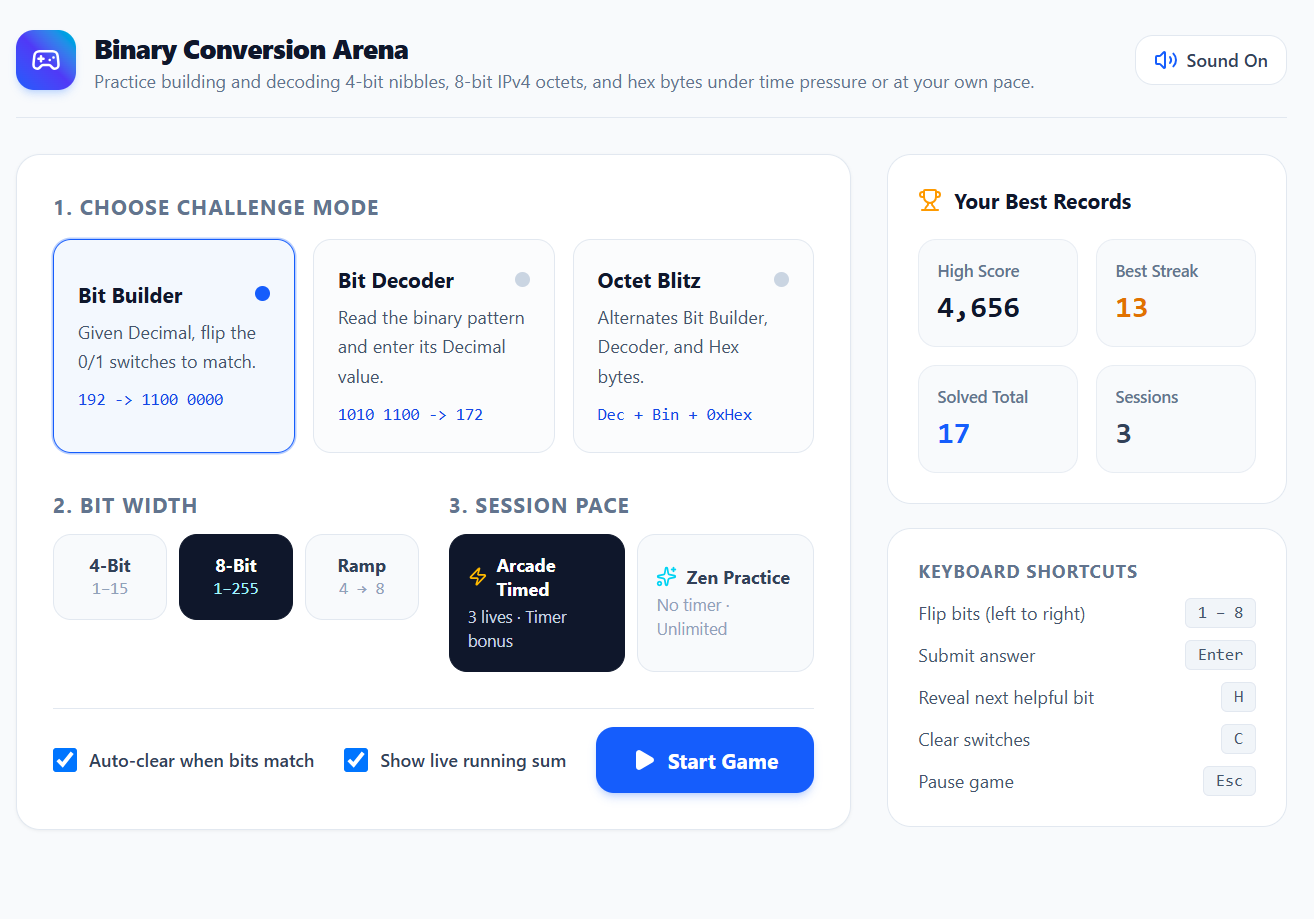 Binary Conversion Arena
Practice building and decoding 4-bit nibbles, 8-bit IPv4 octets, and hex bytes under time pressure or at your own pace.
Sound On
1. CHOOSE CHALLENGE MODE
Bit Builder
Given Decimal, flip the
0/1 switches to match.
192 -> 1100 0000
Bit Decoder
Read the binary pattern
and enter its Decimal
value.
1010 1100 -> 172
Octet Blitz
Alternates Bit Builder,
Decoder, and Hex
bytes.
Dec + Bin + 0xHex
2. BIT WIDTH
4-Bit
1–15
8-Bit
1–255
Ramp
4 → 8
3. SESSION PACE
Arcade
Timed
3 lives · Timer
bonus
Zen Practice
No timer ·
Unlimited
Auto-clear when bits match
Show live running sum
Start Game
Your Best Records
High Score
4,656
Best Streak
13
Solved Total
17
Sessions
3
KEYBOARD SHORTCUTS
Flip bits (left to right)
1 – 8
Submit answer
Enter
Reveal next helpful bit
H
Clear switches
C
Pause game
Esc